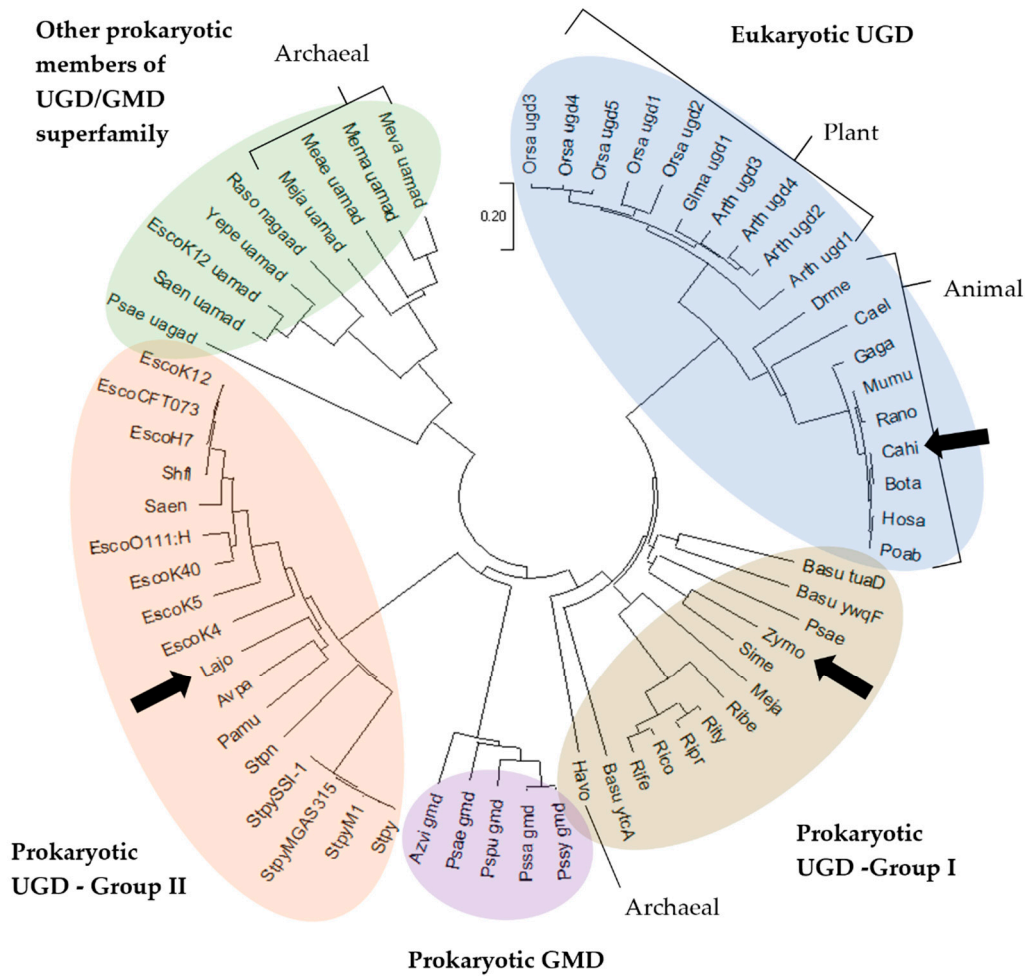 Other prokaryotic
members of
UGD/GMD
superfamily
Archaeal
Eukaryotic UGD
Plant
Animal
0.20
Meva uamad
Mema uamad
Meae uamad
Meja uamad
Raso nagaad
Yepe uamad
EscoK12 uamad
Saen uamad
Psae uagad
Orsa ugd3
Orsa ugd4
Orsa ugd5
Orsa ugd1
Orsa ugd2
Glma ugd1
Arth ugd3
Arth ugd4
Arth ugd2
Arth ugd1
Drme
Cael
Gaga
Mumu
Rano
Cahi
Bota
Hosa
Poab
EscoK12
EscoCFT073
EscoH7
Shfl
Saen
EscoO111:H
EscoK40
EscoK5
EscoK4
Lajo
Avpa
Pamu
Stpn
StpySSI-1
StpyMGAS315
StpyM1
Stpy
Azvi gmd
Psae gmd
Pspu gmd
Pssa gmd
Pssy gmd
Basu tuaD
Basu ywqF
Psae
Zymo
Sime
Meja
Ribe
Rity
Ripr
Rico
Rife
Basu ytcA
Havo
Prokaryotic
UGD - Group II
Prokaryotic
UGD -Group I
Archaeal
Prokaryotic GMD